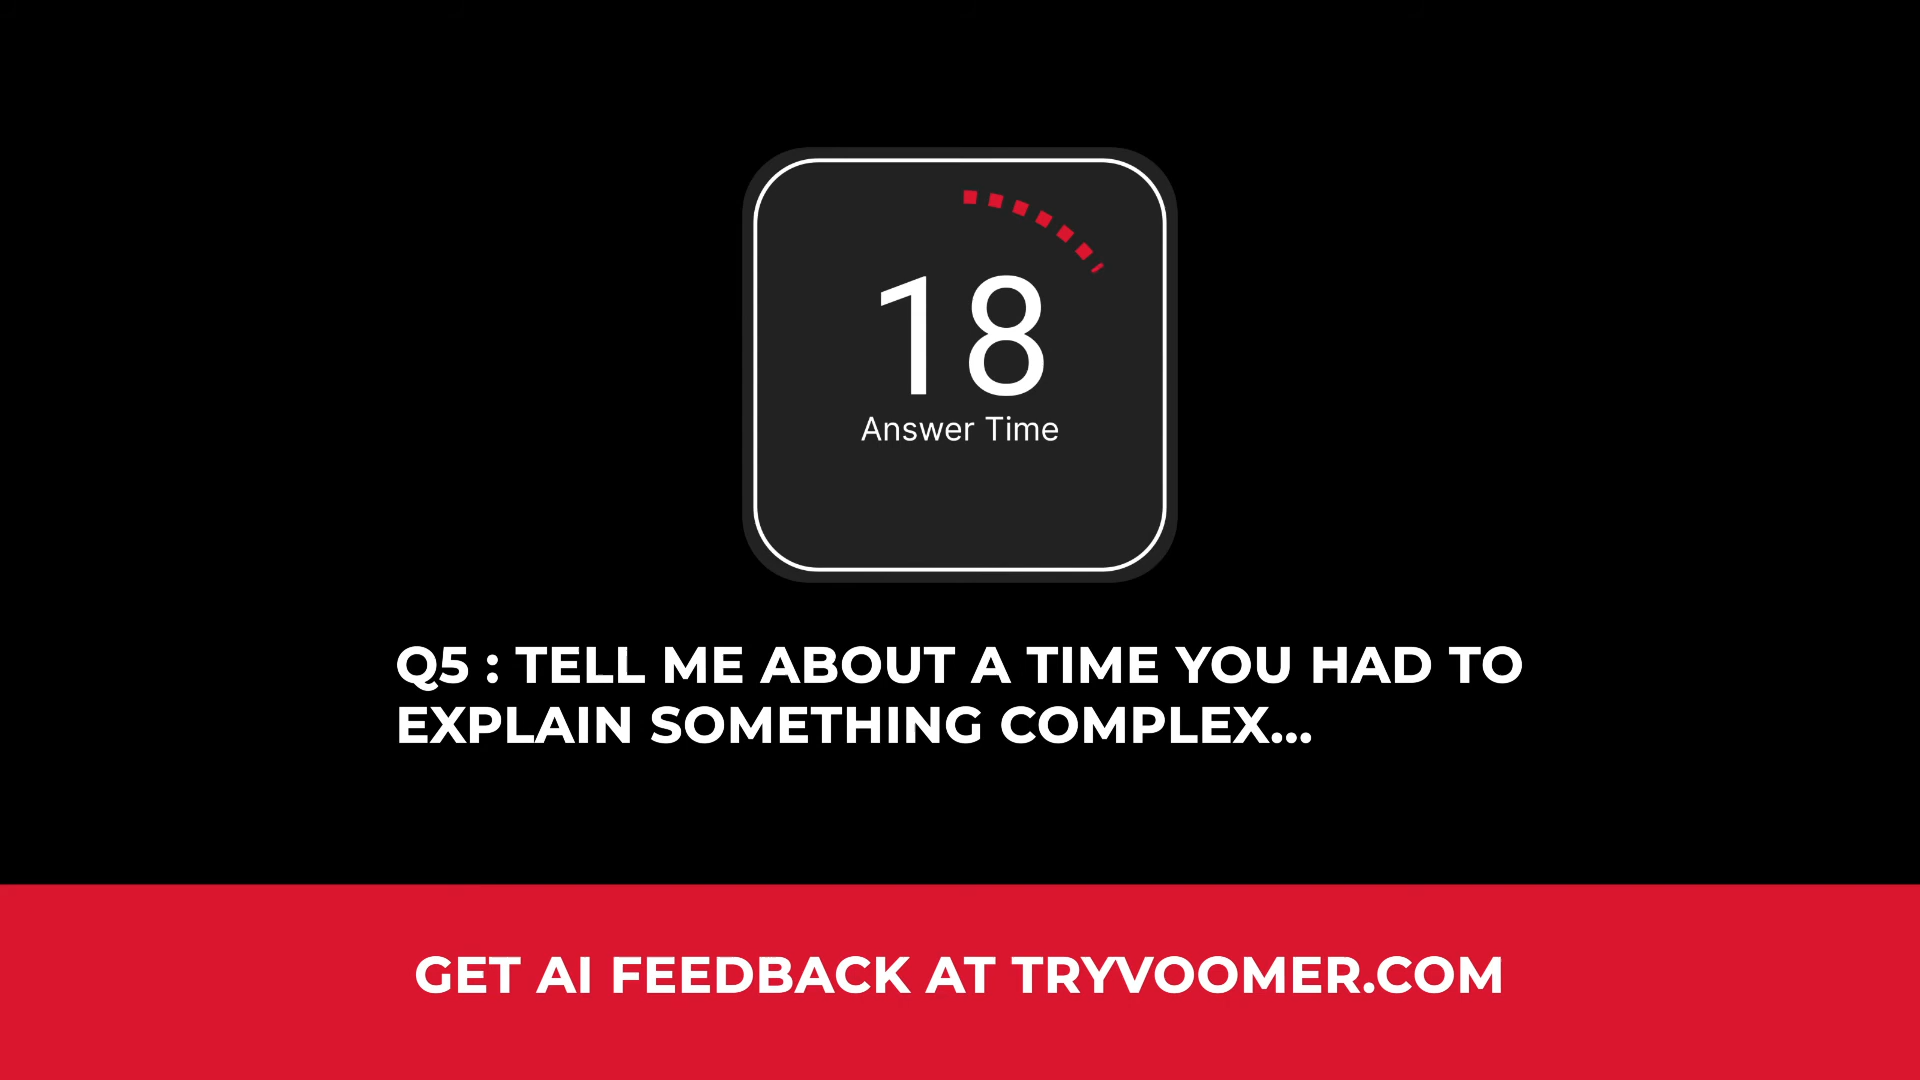 18
Answer Time
Q5 : TELL ME ABOUT A TIME YOU HAD TO
EXPLAIN SOMETHING COMPLEX...
GET AI FEEDBACK AT TRYVOOMER.COM